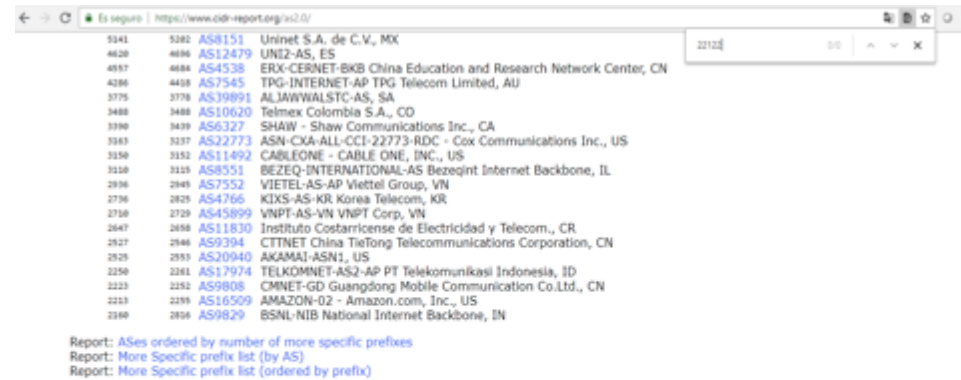 Es seguro | https://www.cidr-report.org/as2.0/
22122
0/0
5141 5202 AS8151 Uninet S.A. de C.V., MX
4620 4696 AS12479 UNI2-AS, ES
4557 4684 AS4538 ERX-CERNET-BKB China Education and Research Network Center, CN
4286 4418 AS7545 TPG-INTERNET-AP TPG Telecom Limited, AU
3775 3778 AS39891 ALJAWWALSTC-AS, SA
3488 3488 AS10620 Telmex Colombia S.A., CO
3390 3439 AS6327 SHAW - Shaw Communications Inc., CA
3163 3237 AS22773 ASN-CXA-ALL-CCI-22773-RDC - Cox Communications Inc., US
3150 3152 AS11492 CABLEONE - CABLE ONE, INC., US
3110 3115 AS8551 BEZEQ-INTERNATIONAL-AS Bezeqint Internet Backbone, IL
2936 2945 AS7552 VIETEL-AS-AP Viettel Group, VN
2736 2825 AS4766 KIXS-AS-KR Korea Telecom, KR
2710 2729 AS45899 VNPT-AS-VN VNPT Corp, VN
2647 2658 AS11830 Instituto Costarricense de Electricidad y Telecom., CR
2527 2546 AS9394 CTTNET China TieTong Telecommunications Corporation, CN
2525 2553 AS20940 AKAMAI-ASN1, US
2250 2261 AS17974 TELKOMNET-AS2-AP PT Telekomunikasi Indonesia, ID
2223 2252 AS9808 CMNET-GD Guangdong Mobile Communication Co.Ltd., CN
2213 2255 AS16509 AMAZON-02 - Amazon.com, Inc., US
2160 2816 AS9829 BSNL-NIB National Internet Backbone, IN
Report: ASes ordered by number of more specific prefixes
Report: More Specific prefix list (by AS)
Report: More Specific prefix list (ordered by prefix)